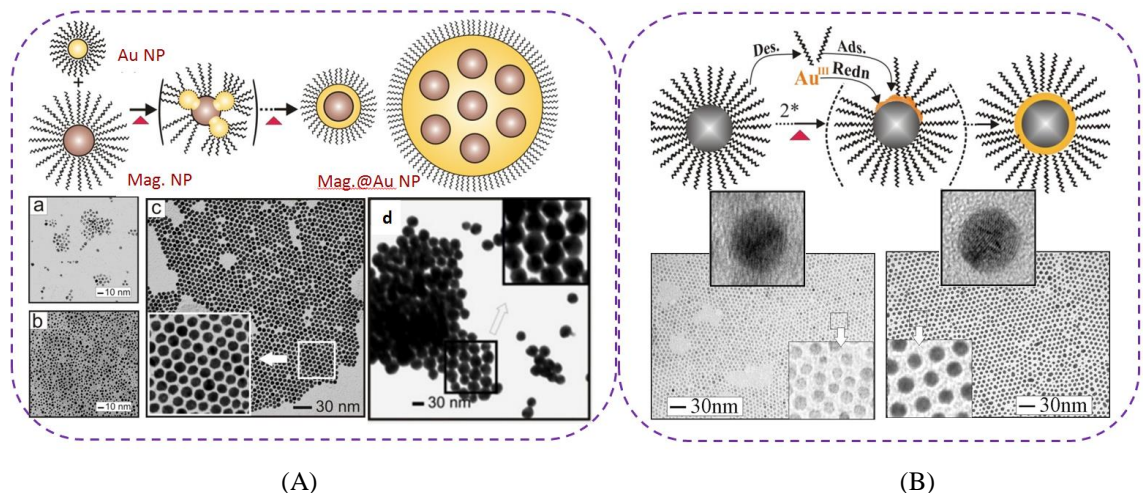 Au NP
+
Mag. NP
Mag.@Au NP
a
10 nm
b
10 nm
c
30 nm
d
30 nm
(A)
Des.
Ads.
Au^III Redn
2*
30nm
30nm
(B)